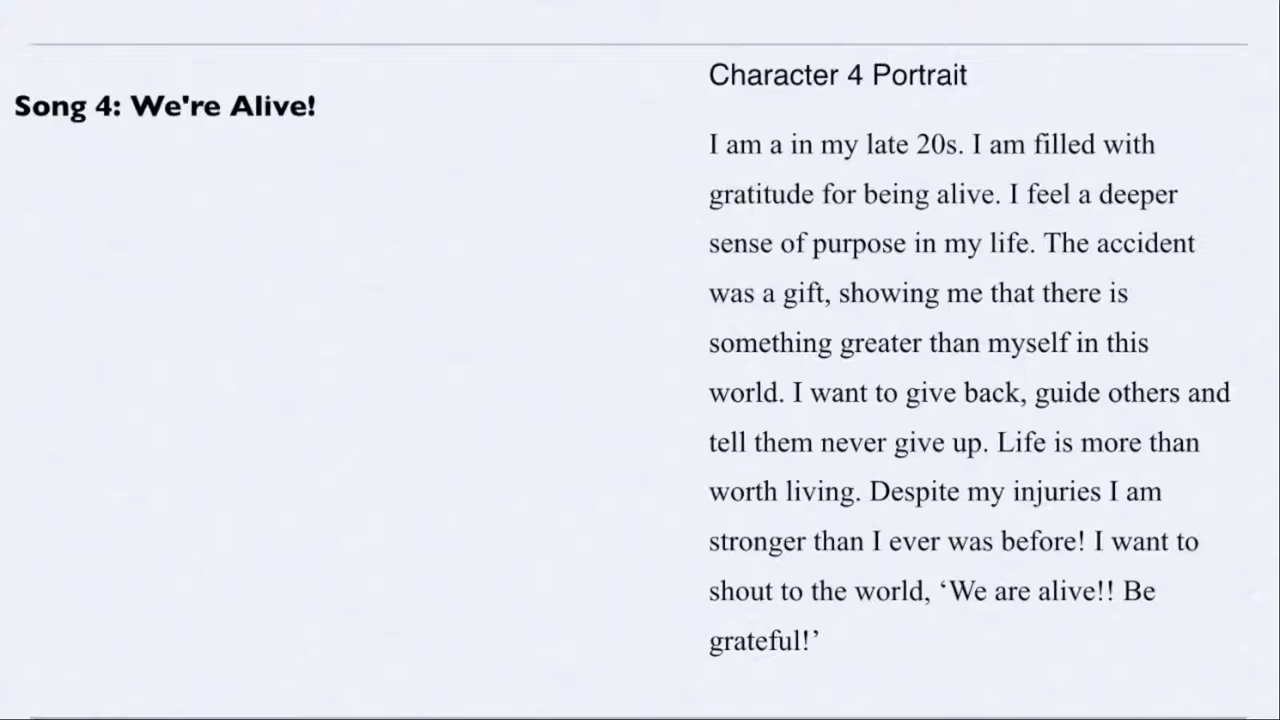 Song 4: We're Alive!
Character 4 Portrait
I am a in my late 20s. I am filled with
gratitude for being alive. I feel a deeper
sense of purpose in my life. The accident
was a gift, showing me that there is
something greater than myself in this
world. I want to give back, guide others and
tell them never give up. Life is more than
worth living. Despite my injuries I am
stronger than I ever was before! I want to
shout to the world, ‘We are alive!! Be
grateful!’